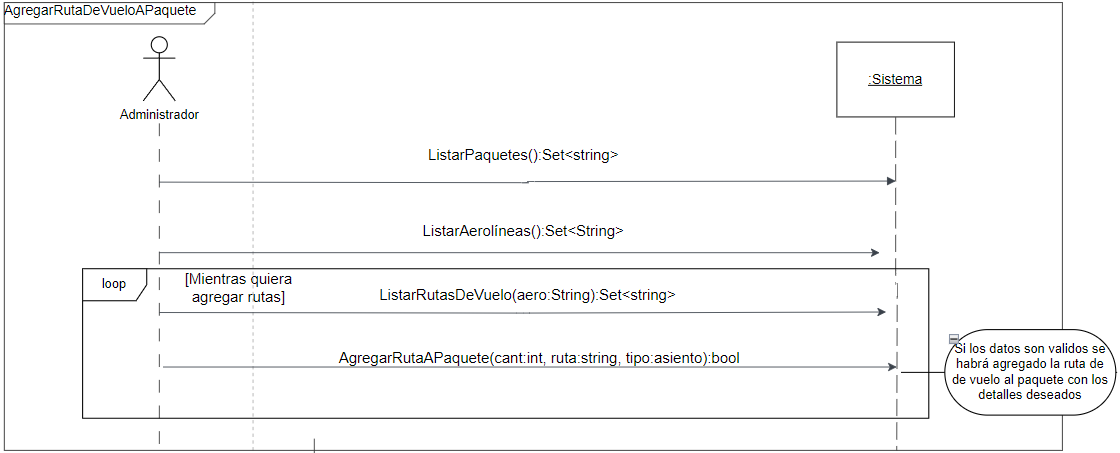 AgregarRutaDeVueloAPaquete
Administrador
:Sistema
ListarPaquetes():Set<string>
ListarAerolíneas():Set<String>
loop
[Mientras quiera
agregar rutas]
ListarRutasDeVuelo(aero:String):Set<string>
AgregarRutaAPaquete(cant:int, ruta:string, tipo:asiento):bool
Si los datos son validos se
habrá agregado la ruta de
de vuelo al paquete con los
detalles deseados